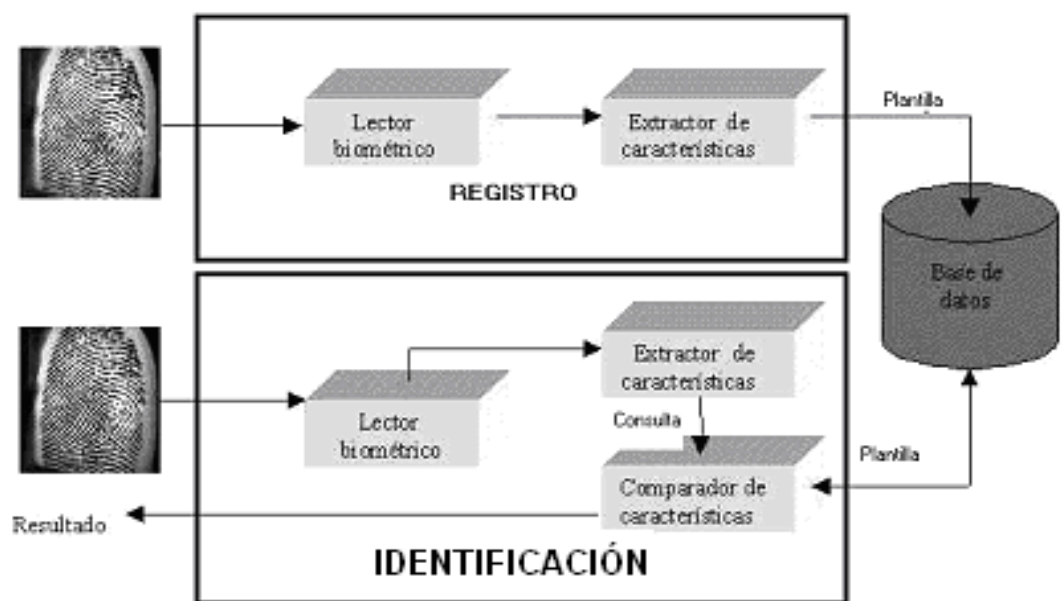 Lector
biométrico
Extractor de
características
Plantilla
REGISTRO
Base de
datos
Lector
biométrico
Extractor de
características
Consulta
Comparador de
características
Plantilla
Resultado
IDENTIFICACIÓN